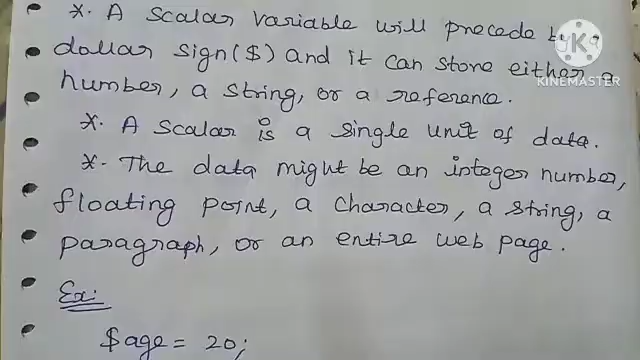 *. A Scalar variable will precede by a
dollar sign($) and it can store either a
number, a string, or a reference.
*. A Scalar is a single unit of data.
*. The data might be an integer number,
floating point, a character, a string, a
paragraph, or an entire web page.
Ex:
$age = 20;
KINEMASTER